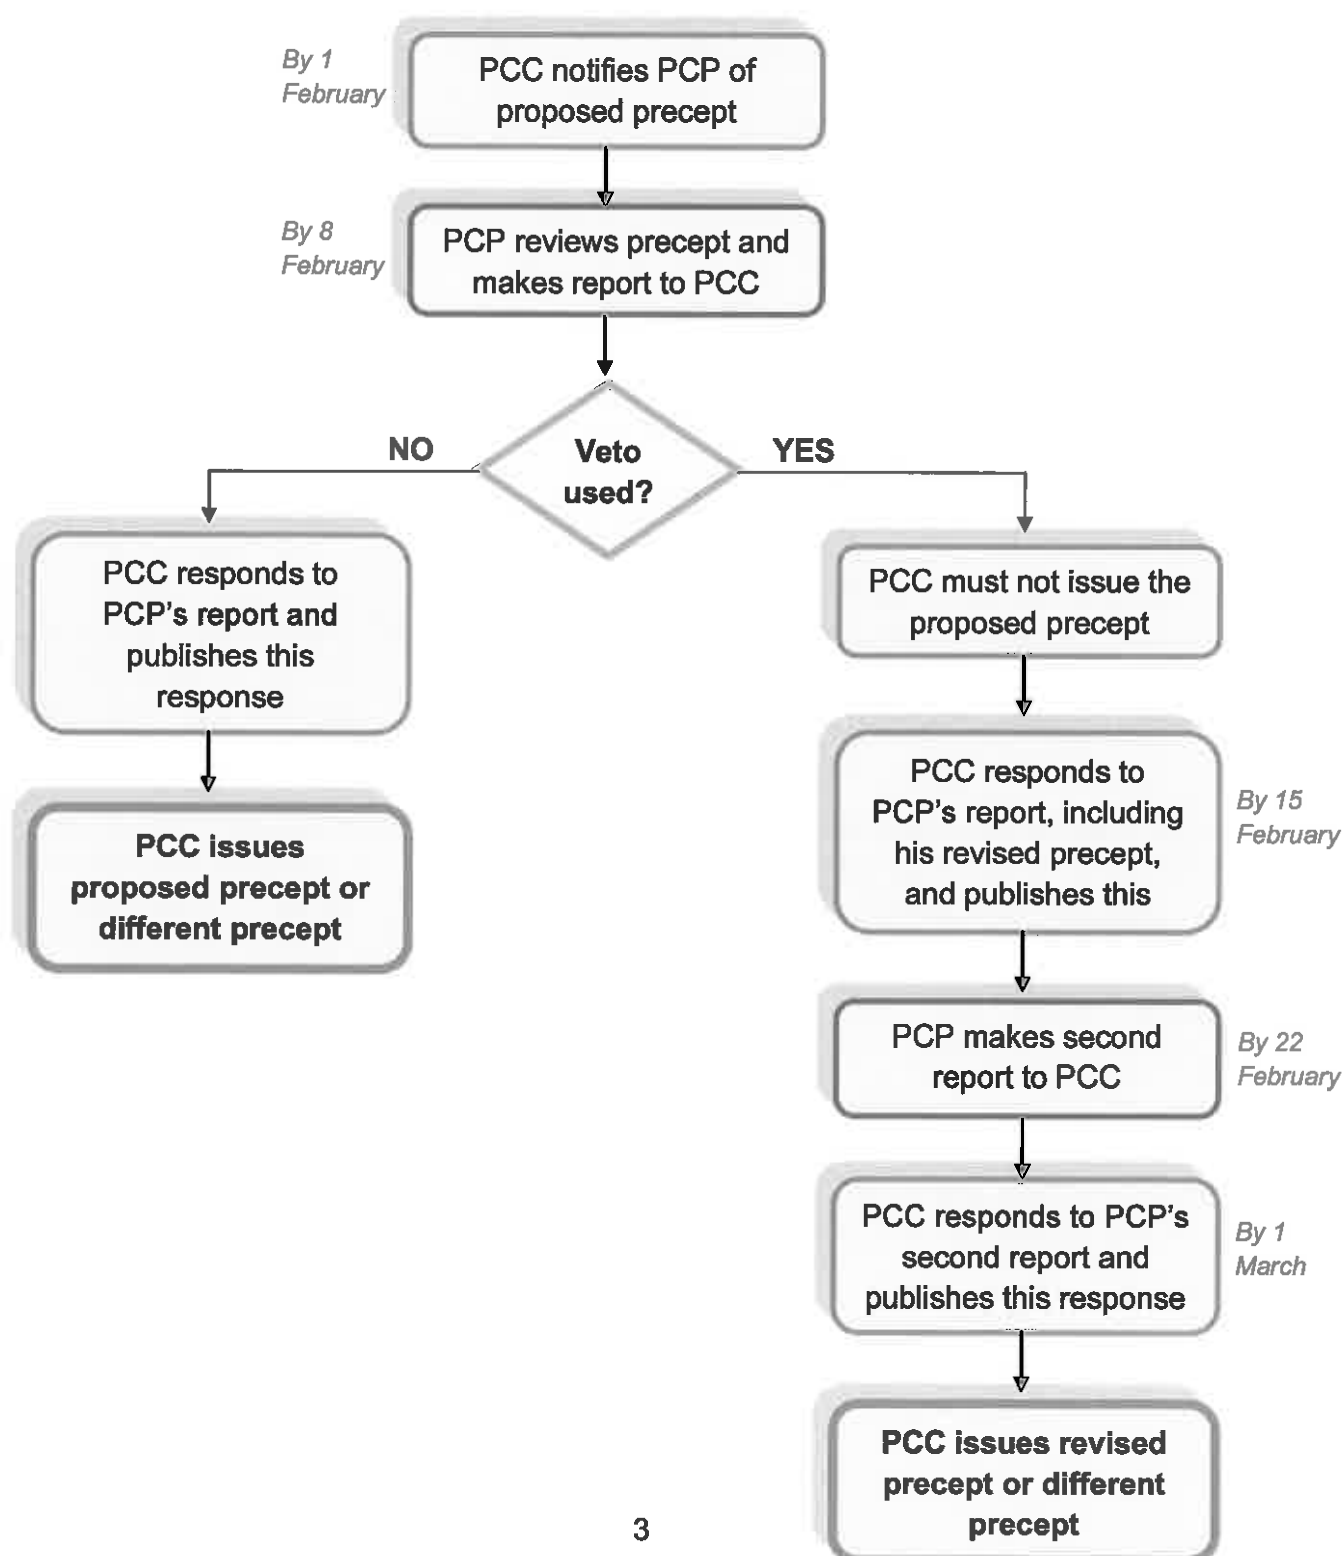 By 1
February
PCC notifies PCP of
proposed precept
By 8
February
PCP reviews precept and
makes report to PCC
NO
Veto
used?
YES
PCC responds to
PCP's report and
publishes this
response
PCC issues
proposed precept or
different precept
PCC must not issue the
proposed precept
PCC responds to
PCP's report, including
his revised precept,
and publishes this
By 15
February
PCP makes second
report to PCC
By 22
February
PCC responds to PCP's
second report and
publishes this response
By 1
March
PCC issues revised
precept or different
precept
3